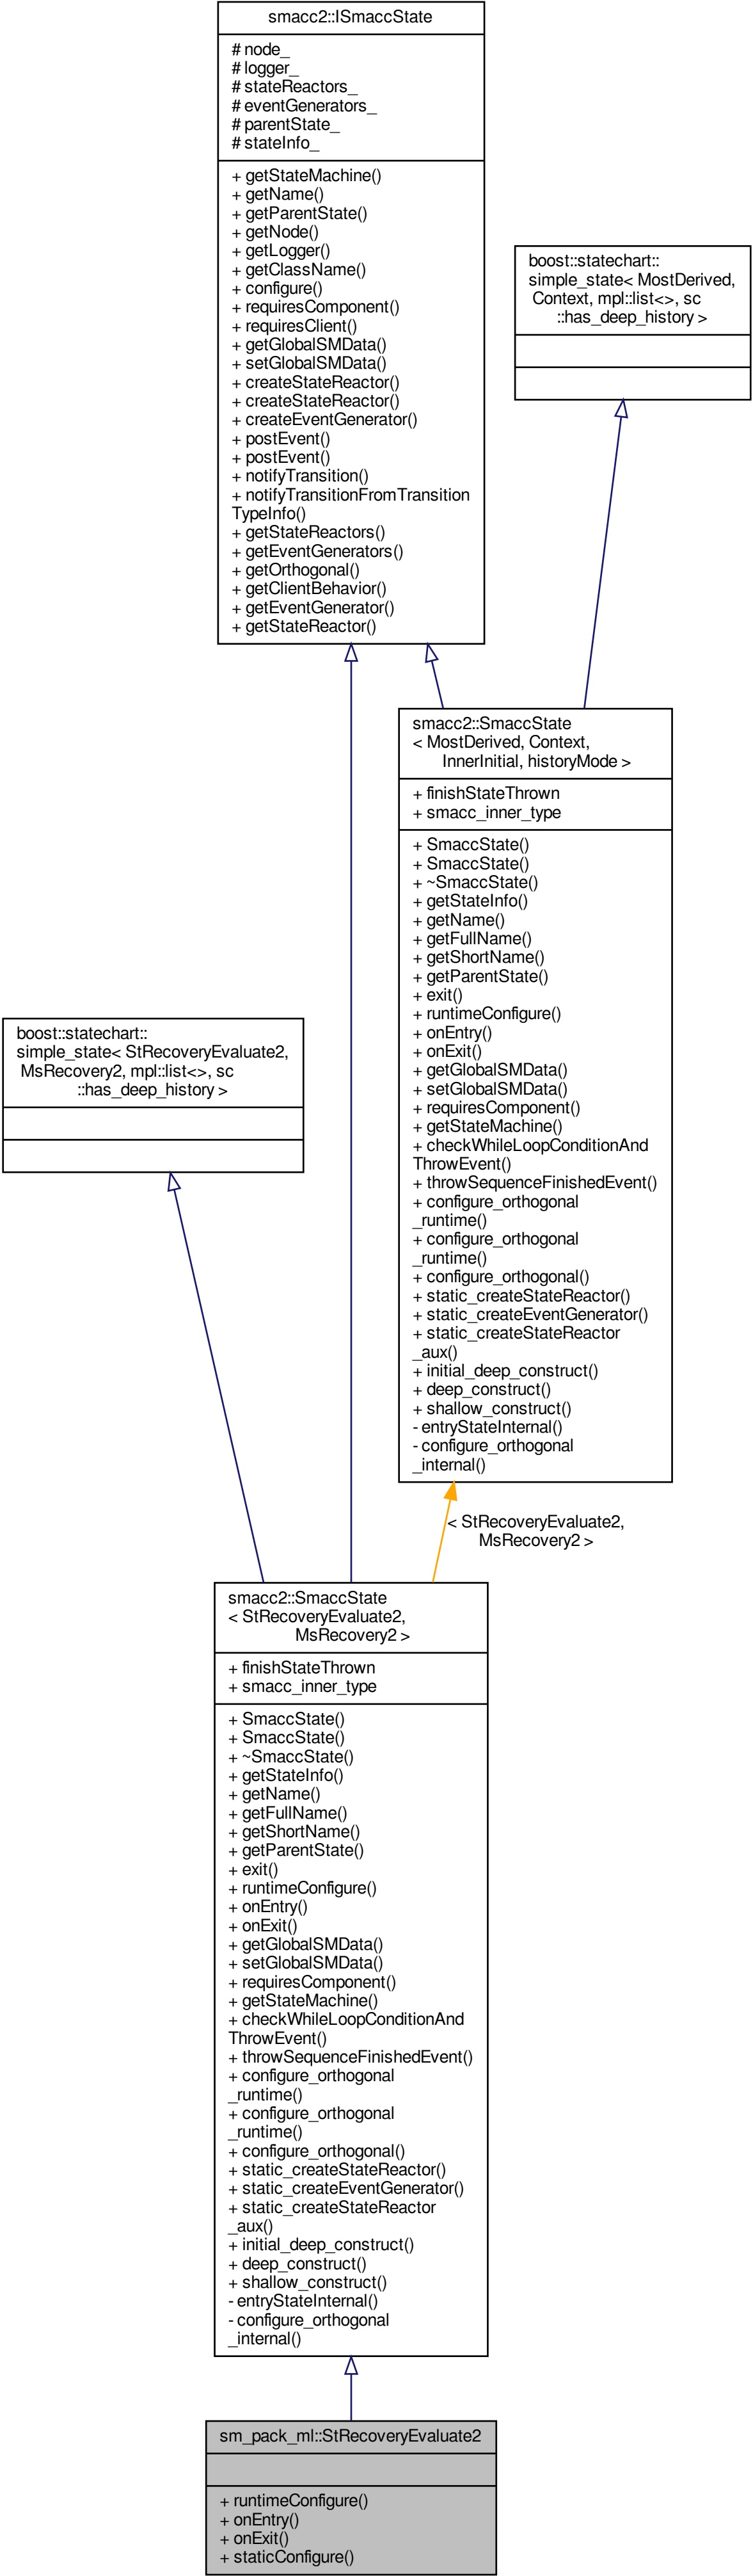 smacc2::ISmaccState
# node_
# logger_
# stateReactors_
# eventGenerators_
# parentState_
# stateInfo_
+ getStateMachine()
+ getName()
+ getParentState()
+ getNode()
+ getLogger()
+ getClassName()
+ configure()
+ requiresComponent()
+ requiresClient()
+ getGlobalSMData()
+ setGlobalSMData()
+ createStateReactor()
+ createStateReactor()
+ createEventGenerator()
+ postEvent()
+ postEvent()
+ notifyTransition()
+ notifyTransitionFromTransition
TypeInfo()
+ getStateReactors()
+ getEventGenerators()
+ getOrthogonal()
+ getClientBehavior()
+ getEventGenerator()
+ getStateReactor()
boost::statechart::
simple_state< MostDerived,
Context, mpl::list<>, sc
::has_deep_history >
smacc2::SmaccState
< MostDerived, Context,
InnerInitial, historyMode >
+ finishStateThrown
+ smacc_inner_type
+ SmaccState()
+ SmaccState()
+ ~SmaccState()
+ getStateInfo()
+ getName()
+ getFullName()
+ getShortName()
+ getParentState()
+ exit()
+ runtimeConfigure()
+ onEntry()
+ onExit()
+ getGlobalSMData()
+ setGlobalSMData()
+ requiresComponent()
+ getStateMachine()
+ checkWhileLoopConditionAnd
ThrowEvent()
+ throwSequenceFinishedEvent()
+ configure_orthogonal
_runtime()
+ configure_orthogonal
_runtime()
+ configure_orthogonal()
+ static_createStateReactor()
+ static_createEventGenerator()
+ static_createStateReactor
_aux()
+ initial_deep_construct()
+ deep_construct()
+ shallow_construct()
- entryStateInternal()
- configure_orthogonal
_internal()
boost::statechart::
simple_state< StRecoveryEvaluate2,
MsRecovery2, mpl::list<>, sc
::has_deep_history >
< StRecoveryEvaluate2,
MsRecovery2 >
smacc2::SmaccState
< StRecoveryEvaluate2,
MsRecovery2 >
+ finishStateThrown
+ smacc_inner_type
+ SmaccState()
+ SmaccState()
+ ~SmaccState()
+ getStateInfo()
+ getName()
+ getFullName()
+ getShortName()
+ getParentState()
+ exit()
+ runtimeConfigure()
+ onEntry()
+ onExit()
+ getGlobalSMData()
+ setGlobalSMData()
+ requiresComponent()
+ getStateMachine()
+ checkWhileLoopConditionAnd
ThrowEvent()
+ throwSequenceFinishedEvent()
+ configure_orthogonal
_runtime()
+ configure_orthogonal
_runtime()
+ configure_orthogonal()
+ static_createStateReactor()
+ static_createEventGenerator()
+ static_createStateReactor
_aux()
+ initial_deep_construct()
+ deep_construct()
+ shallow_construct()
- entryStateInternal()
- configure_orthogonal
_internal()
sm_pack_ml::StRecoveryEvaluate2
+ runtimeConfigure()
+ onEntry()
+ onExit()
+ staticConfigure()